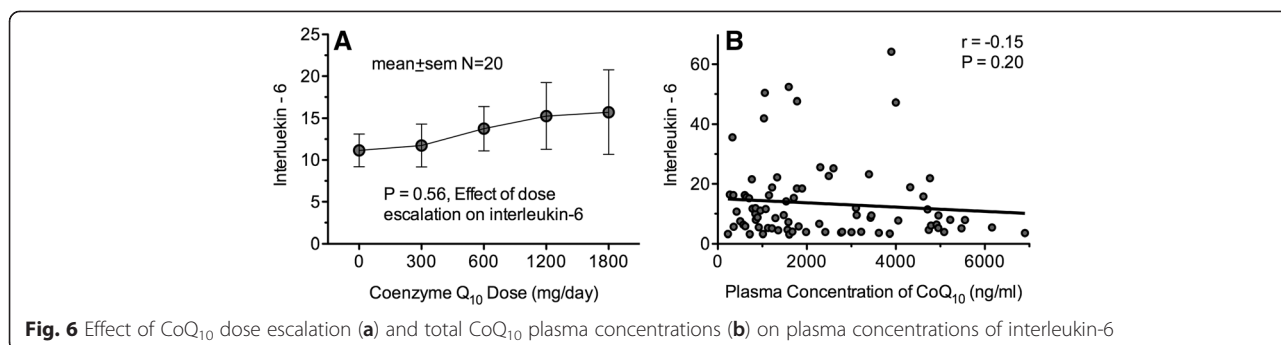 A
mean±sem N=20
Interluekin - 6
25
20
15
10
5
0
P = 0.56, Effect of dose
escalation on interleukin-6
0 300 600 1200 1800
Coenzyme Q10 Dose (mg/day)
B
r = -0.15
P = 0.20
Interleukin - 6
60
40
20
0
0 2000 4000 6000
Plasma Concentration of CoQ10 (ng/ml)
Fig. 6 Effect of CoQ10 dose escalation (a) and total CoQ10 plasma concentrations (b) on plasma concentrations of interleukin-6